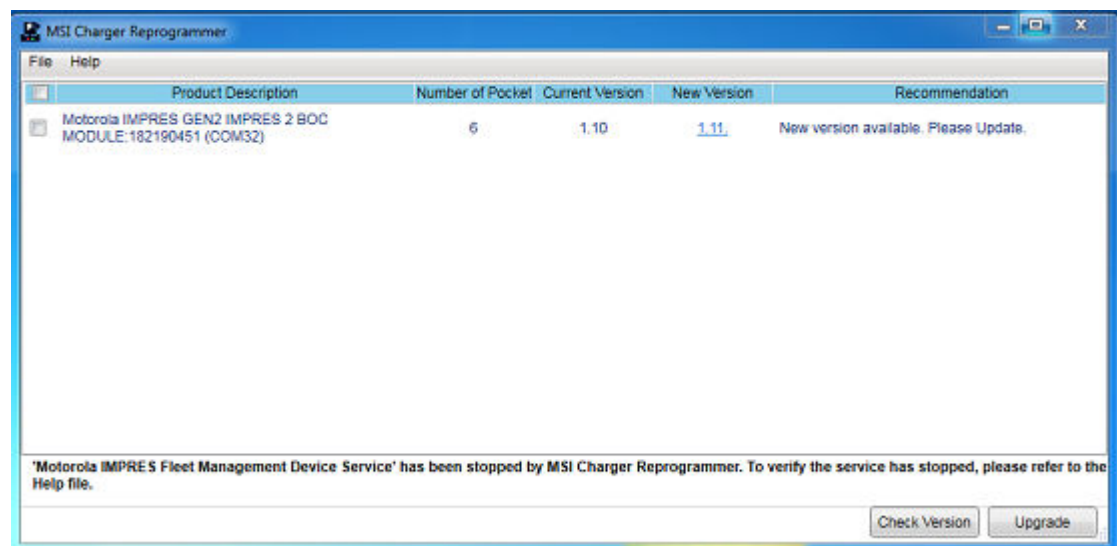 MSI Charger Reprogrammer
File Help
Product Description Number of Pocket Current Version New Version Recommendation
Motorola IMPRES GEN2 IMPRES 2 BOC
MODULE:182190451 (COM32) 6 1.10 1.11. New version available. Please Update.
'Motorola IMPRES Fleet Management Device Service' has been stopped by MSI Charger Reprogrammer. To verify the service has stopped, please refer to the
Help file.
Check Version Upgrade